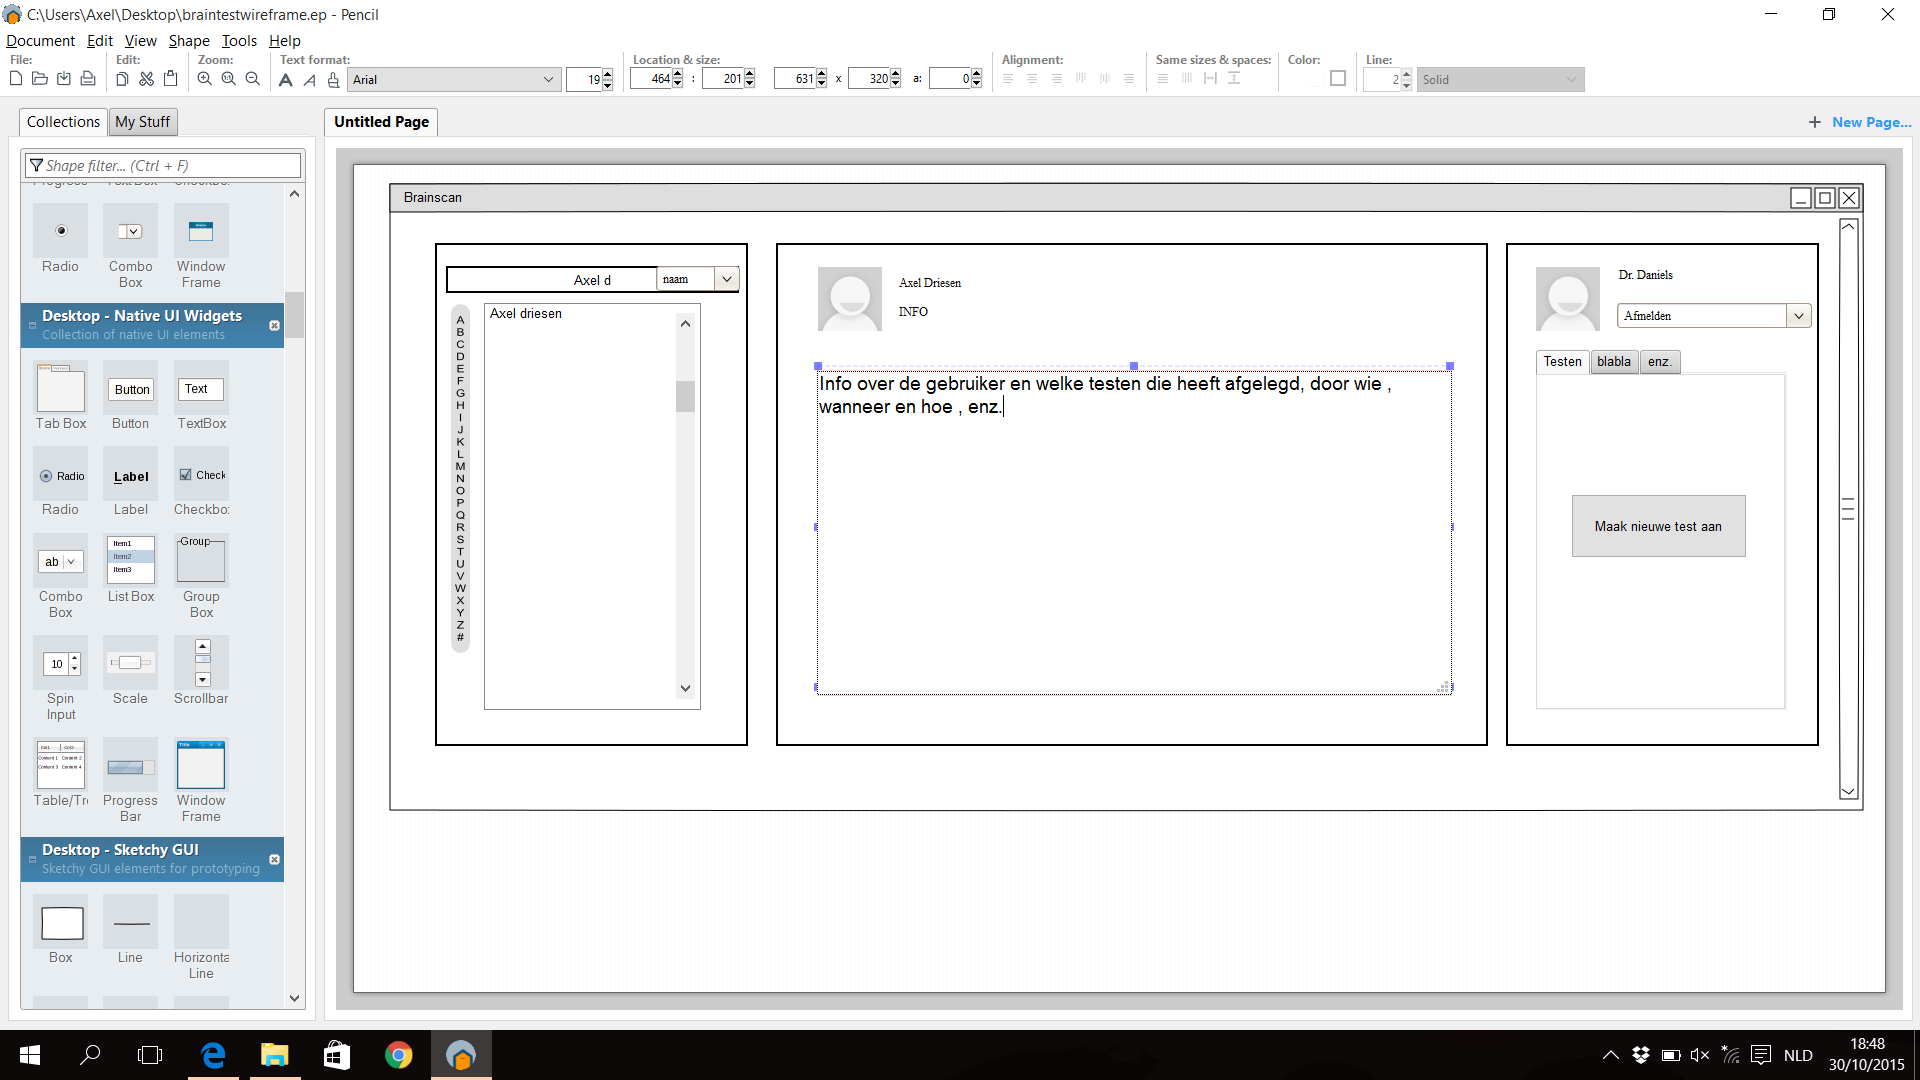 C:\Users\Axel\Desktop\braintestwireframe.ep - Pencil
Document Edit View Shape Tools Help
File: Edit: Zoom: Text format: Location & size: Alignment: Same sizes & spaces: Color: Line:
Arial 19 464 : 201 631 x 320 a: 0 2 Solid
Collections My Stuff
Untitled Page
New Page...
Shape filter... (Ctrl + F)
Progress Text Box
Radio
Combo Box
Window Frame
Desktop - Native UI Widgets
Collection of native UI elements
Button
Text
Tab Box Button TextBox
Radio Label Check
Radio Label Checkbo
ab
Item1
Item2
Item3
Group
Combo Box
List Box
Group Box
10
Spin Input
Scale
Scrollbar
Title
Table/Tr
Progress Bar
Window Frame
Desktop - Sketchy GUI
Sketchy GUI elements for prototyping
Box
Line
Horizonta
Line
Brainscan
Axel d
naam
A
B
C
D
E
F
G
H
I
J
K
L
M
N
O
P
Q
R
S
T
U
V
W
X
Y
Z
#
Axel driesen
Axel Driesen
INFO
Info over de gebruiker en welke testen die heeft afgelegd, door wie ,
wanneer en hoe , enz.
Dr. Daniels
Afmelden
Testen blabla enz.
Maak nieuwe test aan
NLD
18:48
30/10/2015